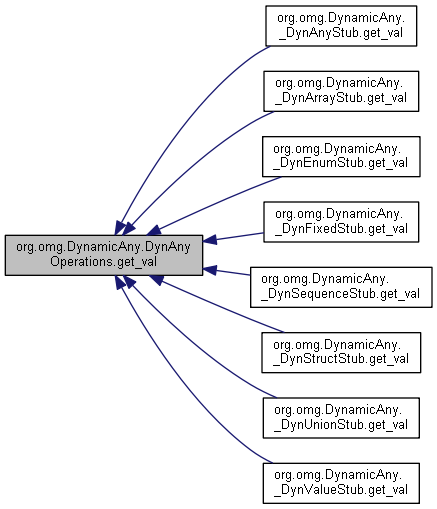 org.omg.DynamicAny.
_DynAnyStub.get_val
org.omg.DynamicAny.
_DynArrayStub.get_val
org.omg.DynamicAny.
_DynEnumStub.get_val
org.omg.DynamicAny.
_DynFixedStub.get_val
org.omg.DynamicAny.DynAny
Operations.get_val
org.omg.DynamicAny.
_DynSequenceStub.get_val
org.omg.DynamicAny.
_DynStructStub.get_val
org.omg.DynamicAny.
_DynUnionStub.get_val
org.omg.DynamicAny.
_DynValueStub.get_val